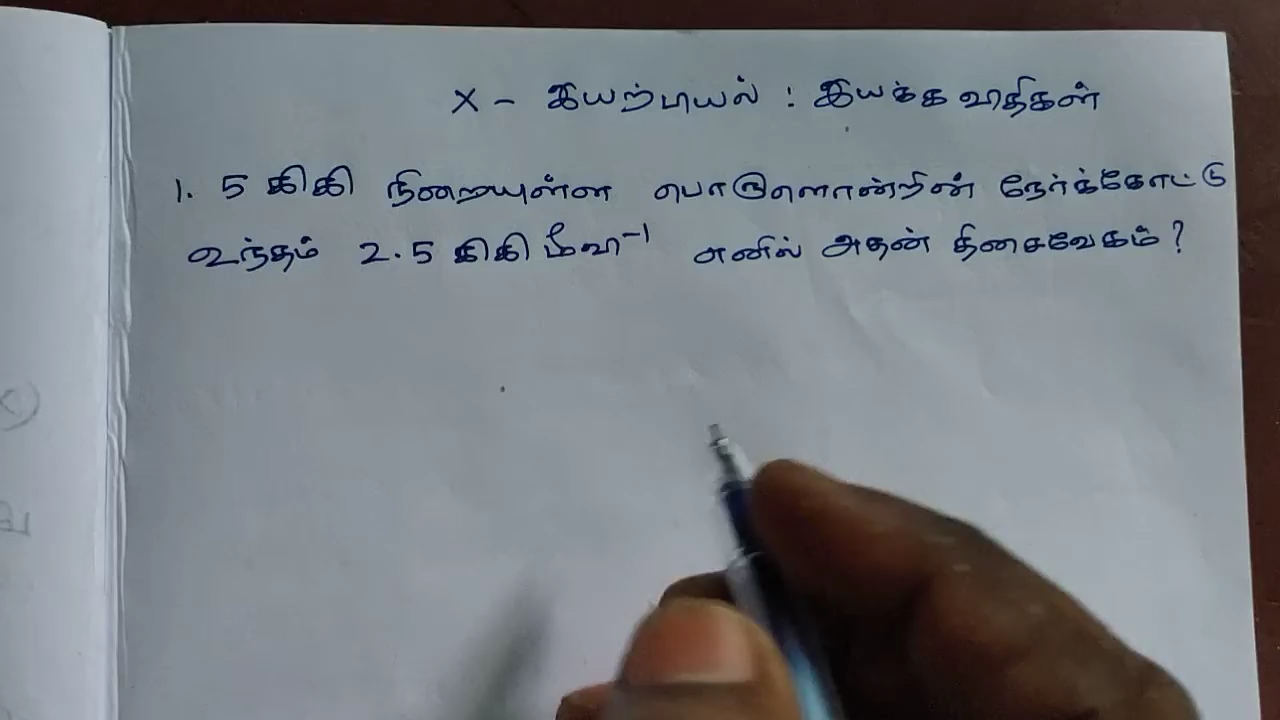 X - இயற்பியல் : இயக்க விதிகள்
1. 5 கிகி நிறையுள்ள பொருளொன்றின் நேர்க்கோட்டு
உந்தம் 2.5 கிகி மீவி⁻¹ எனில் அதன் திசைவேகம் ?